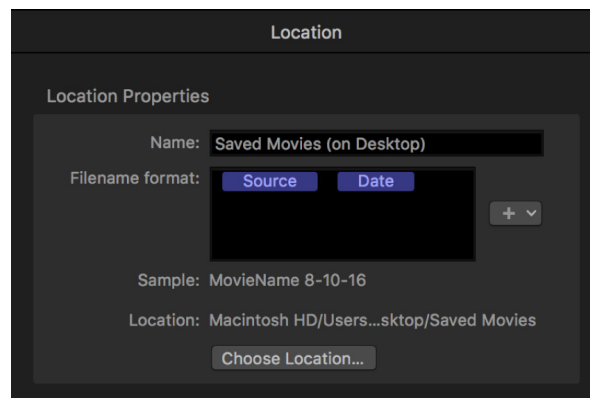 Location
Location Properties
Name: Saved Movies (on Desktop)
Filename format: Source Date
Sample: MovieName 8-10-16
Location: Macintosh HD/Users...sktop/Saved Movies
Choose Location...